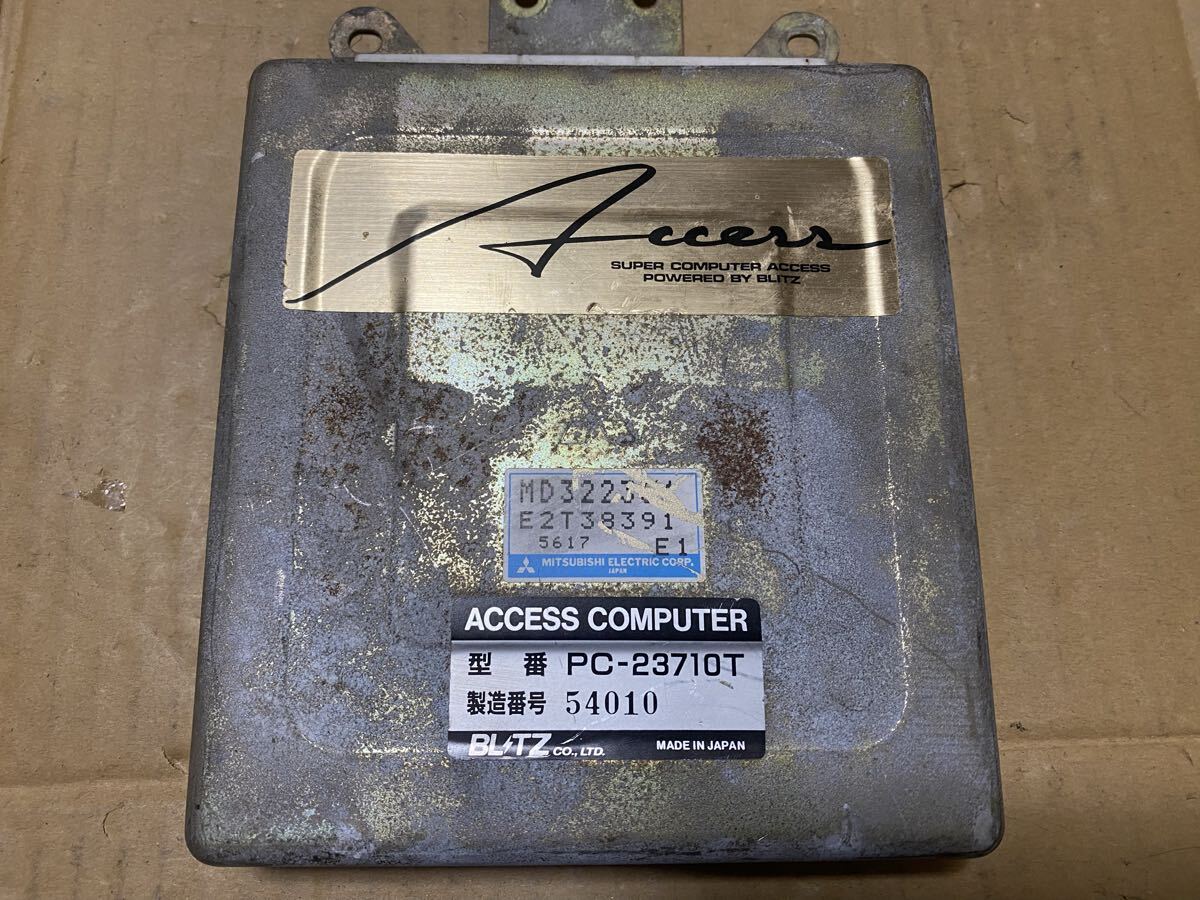 Access
SUPER COMPUTER ACCESS
POWERED BY BLITZ
E2T38391
5617 E1
MITSUBISHI ELECTRIC CORP.
JAPAN
ACCESS COMPUTER
型 番 PC-23710T
製造番号 54010
BLITZ CO., LTD. MADE IN JAPAN